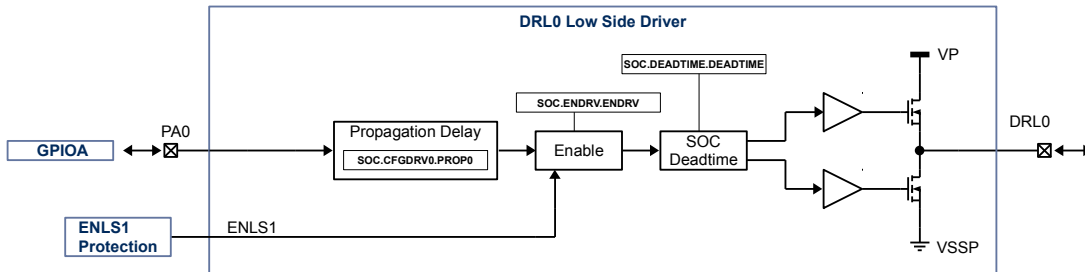 DRL0 Low Side Driver
VP
SOC.DEADTIME.DEADTIME
SOC.ENDRV.ENDRV
PA0
Propagation Delay
DRL0
GPIOA
SOC.CFGDRV0.PROP0
Enable
SOC
Deadtime
ENLS1
Protection
ENLS1
VSSP